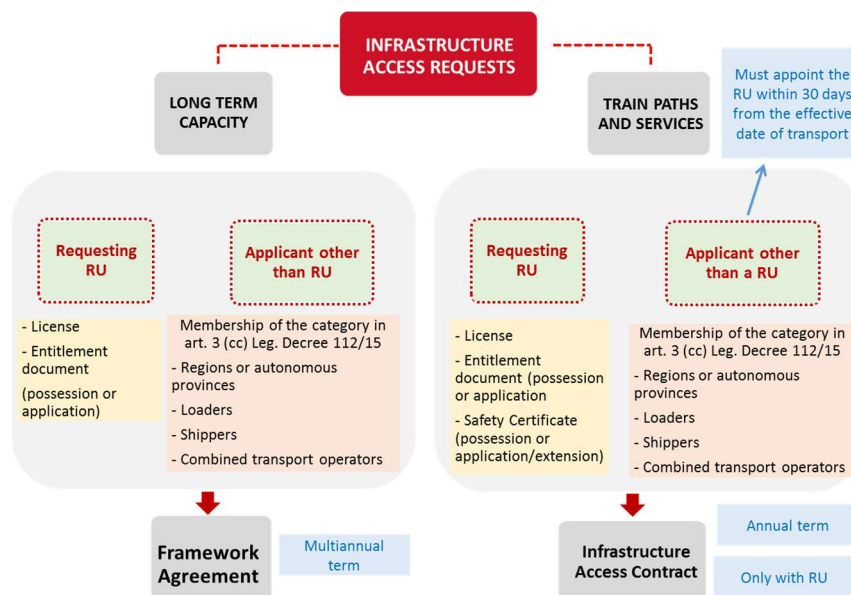 INFRASTRUCTURE
ACCESS REQUESTS
LONG TERM
CAPACITY
TRAIN PATHS
AND SERVICES
Must appoint the
RU within 30 days
from the effective
date of transport
Requesting
RU
Applicant other
than RU
- License
- Entitlement
document
(possession or
application)
Membership of the category in
art. 3 (cc) Leg. Decree 112/15
- Regions or autonomous
provinces
- Loaders
- Shippers
- Combined transport operators
Requesting
RU
Applicant other
than a RU
- License
- Entitlement
document (possession
or application
- Safety Certificate
(possession or
application/extension)
Membership of the category in
art. 3 (cc) Leg. Decree 112/15
- Regions or autonomous
provinces
- Loaders
- Shippers
- Combined transport operators
Framework
Agreement
Multiannual
term
Infrastructure
Access Contract
Annual term
Only with RU